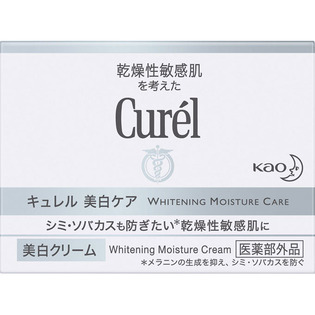 乾燥性敏感肌
を考えた
Curél
Kao
キュレル 美白ケア WHITENING MOISTURE CARE
シミ・ソバカスも防ぎたい*乾燥性敏感肌に
美白クリーム Whitening Moisture Cream 医薬部外品
*メラニンの生成を抑え、シミ・ソバカスを防ぐ